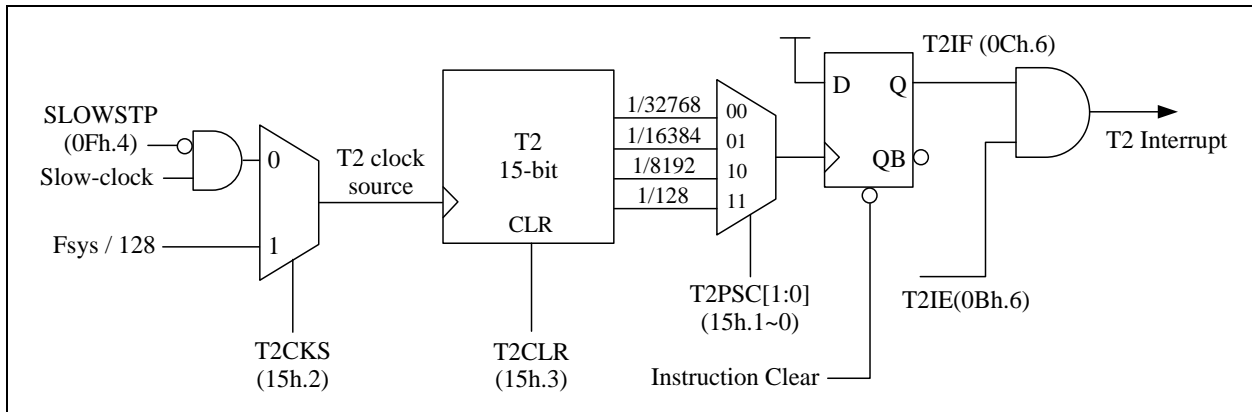 SLOWSTP
(0Fh.4)
Slow-clock
Fsys / 128
0
1
T2CKS
(15h.2)
T2 clock
source
T2
15-bit
CLR
T2CLR
(15h.3)
1/32768
1/16384
1/8192
1/128
00
01
10
11
T2PSC[1:0]
(15h.1~0)
D
Q
QB
Instruction Clear
T2IF (0Ch.6)
T2IE(0Bh.6)
T2 Interrupt